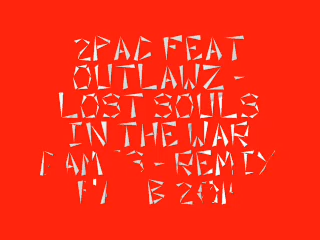 2PAC FEAT
OUTLAWZ -
LOST SOULS
IN THE WAR
- REMIX